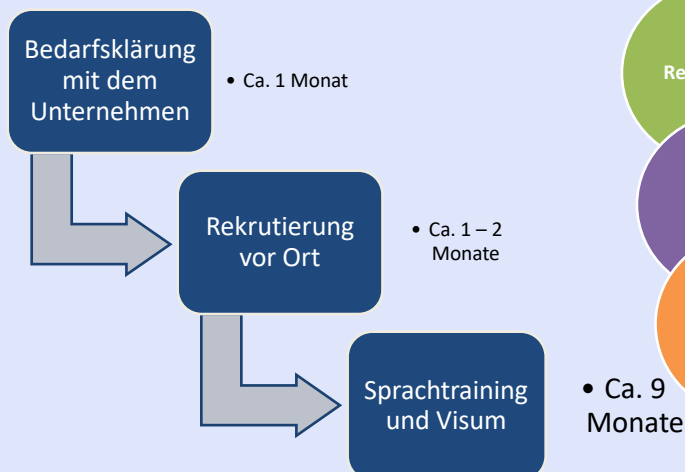 Bedarfsklärung
mit dem
Unternehmen
• Ca. 1 Monat
Re
Rekrutierung
vor Ort
• Ca. 1 – 2
Monate
Sprachtraining
und Visum
• Ca. 9
Monate